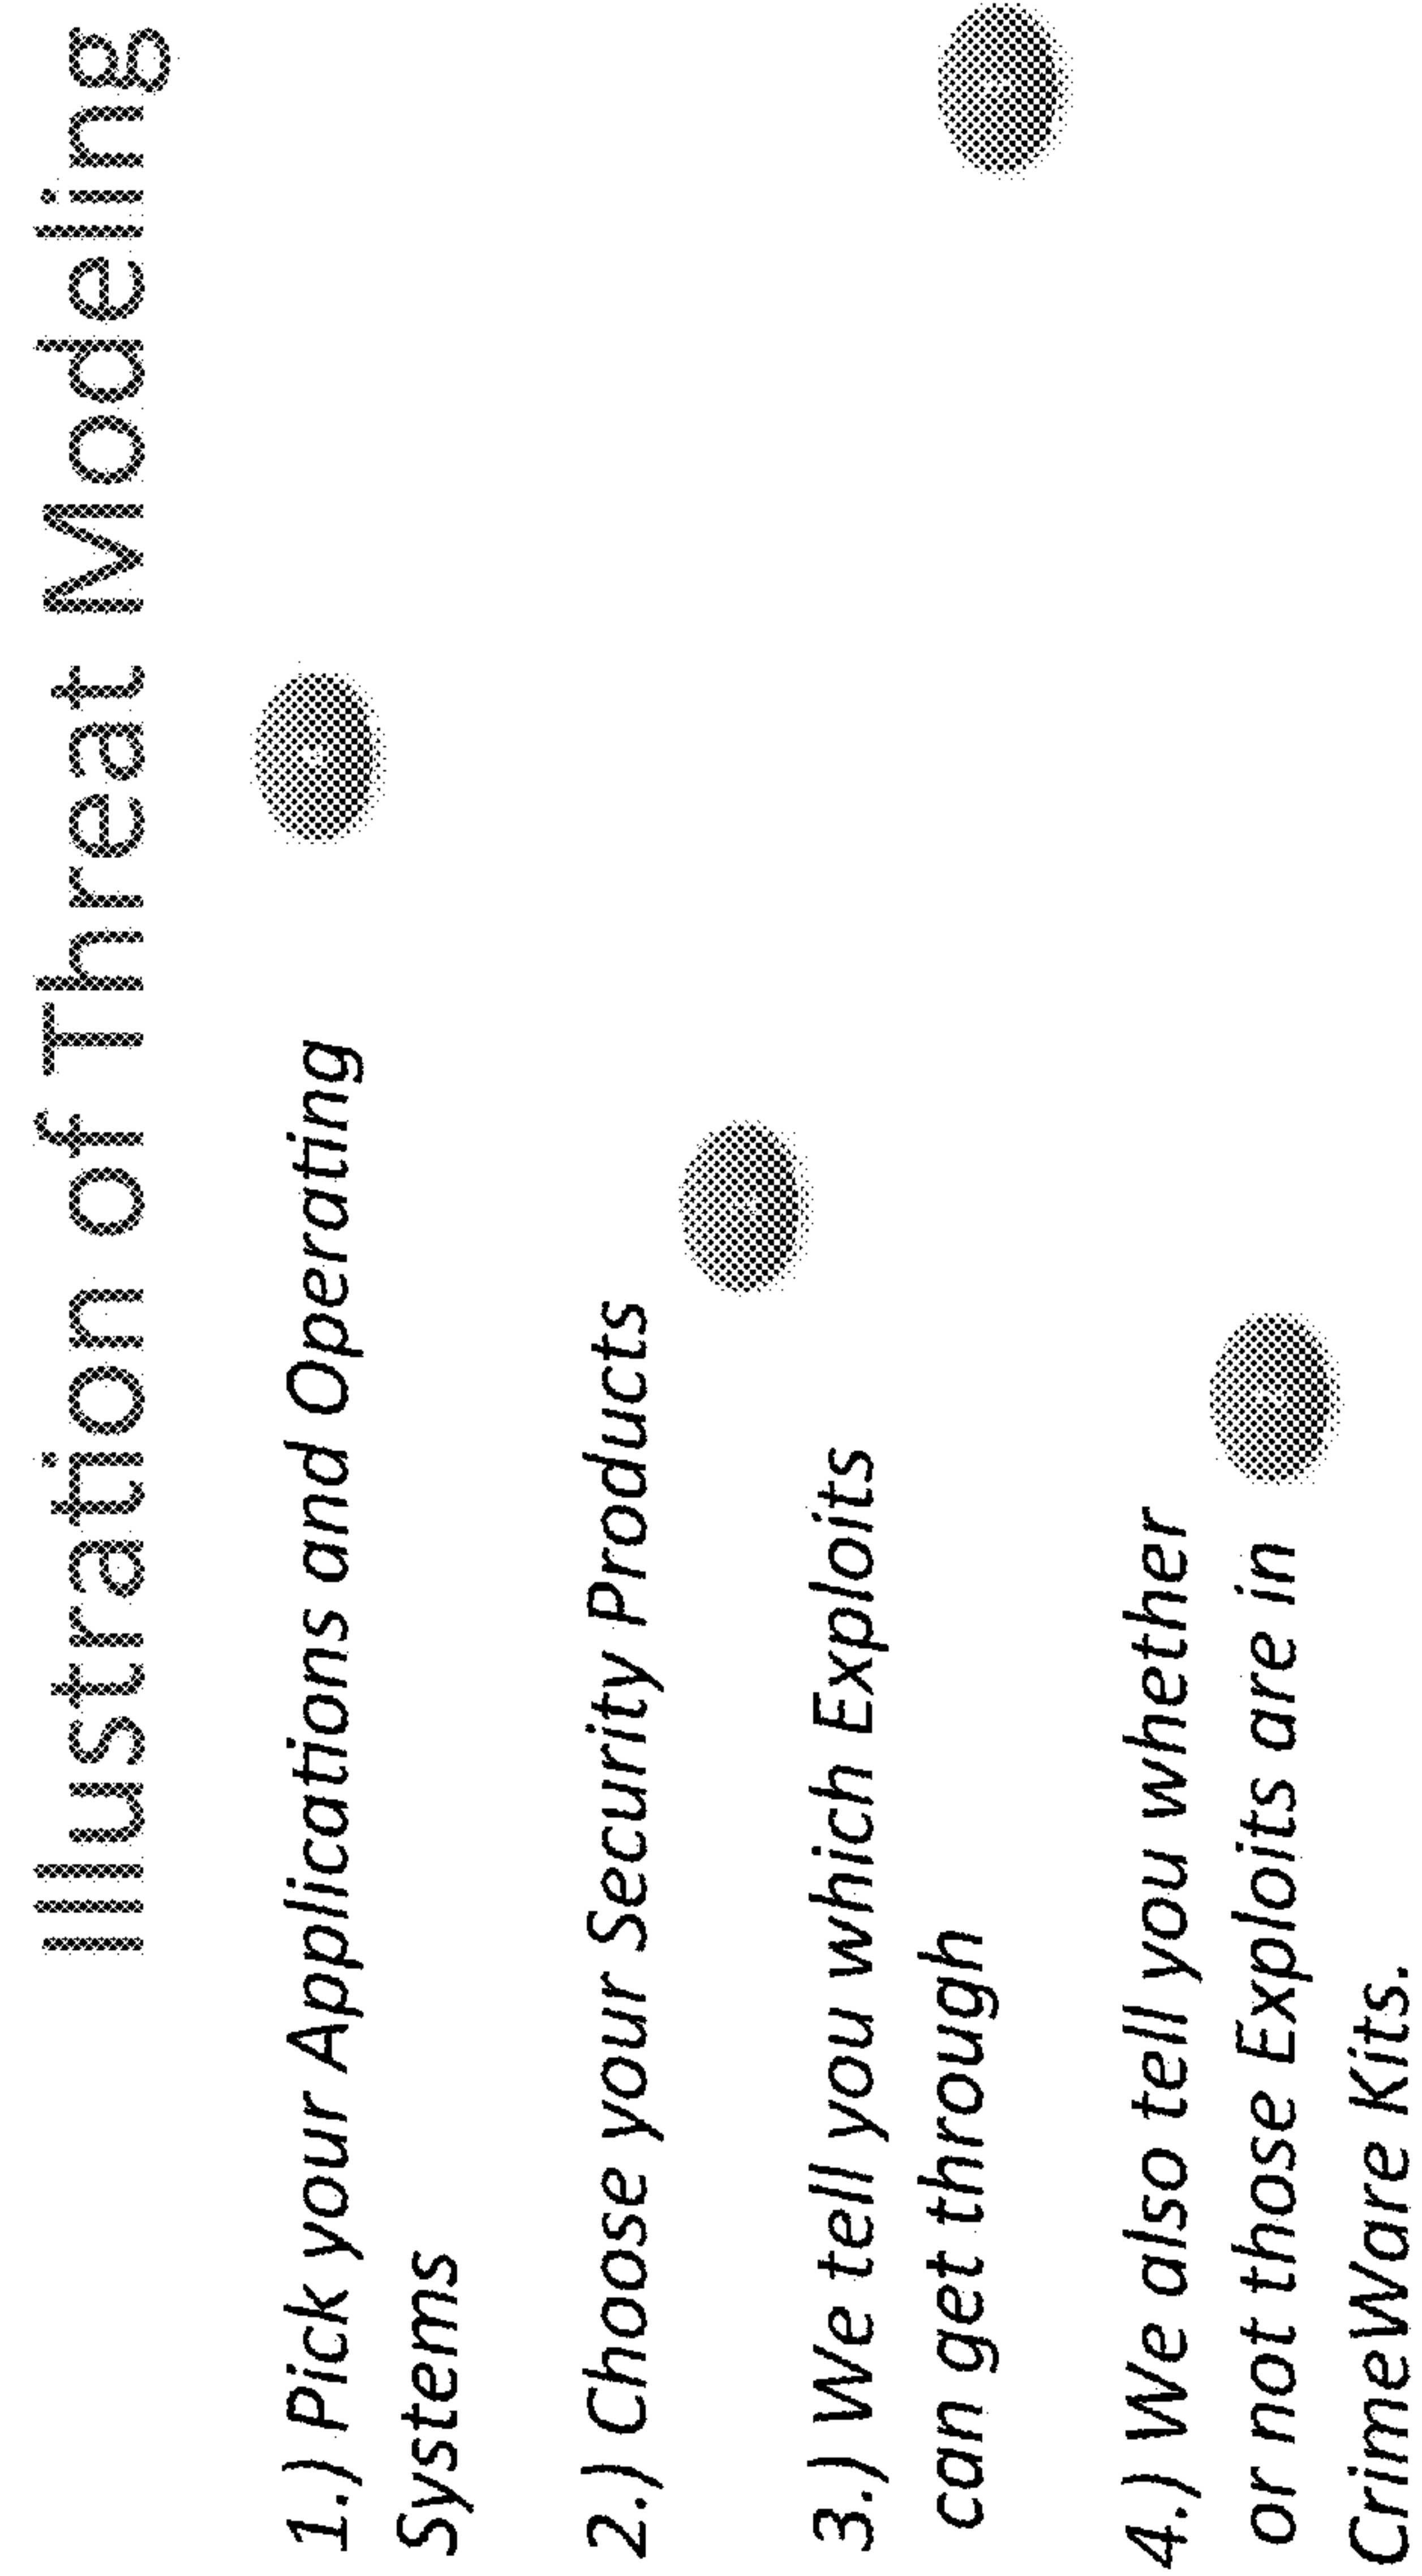 Illustration of Threat Modeling
1.) Pick your Applications and Operating
Systems
2.) Choose your Security Products
3.) We tell you which Exploits
can get through
4.) We also tell you whether
or not those Exploits are in
CrimeWare Kits.